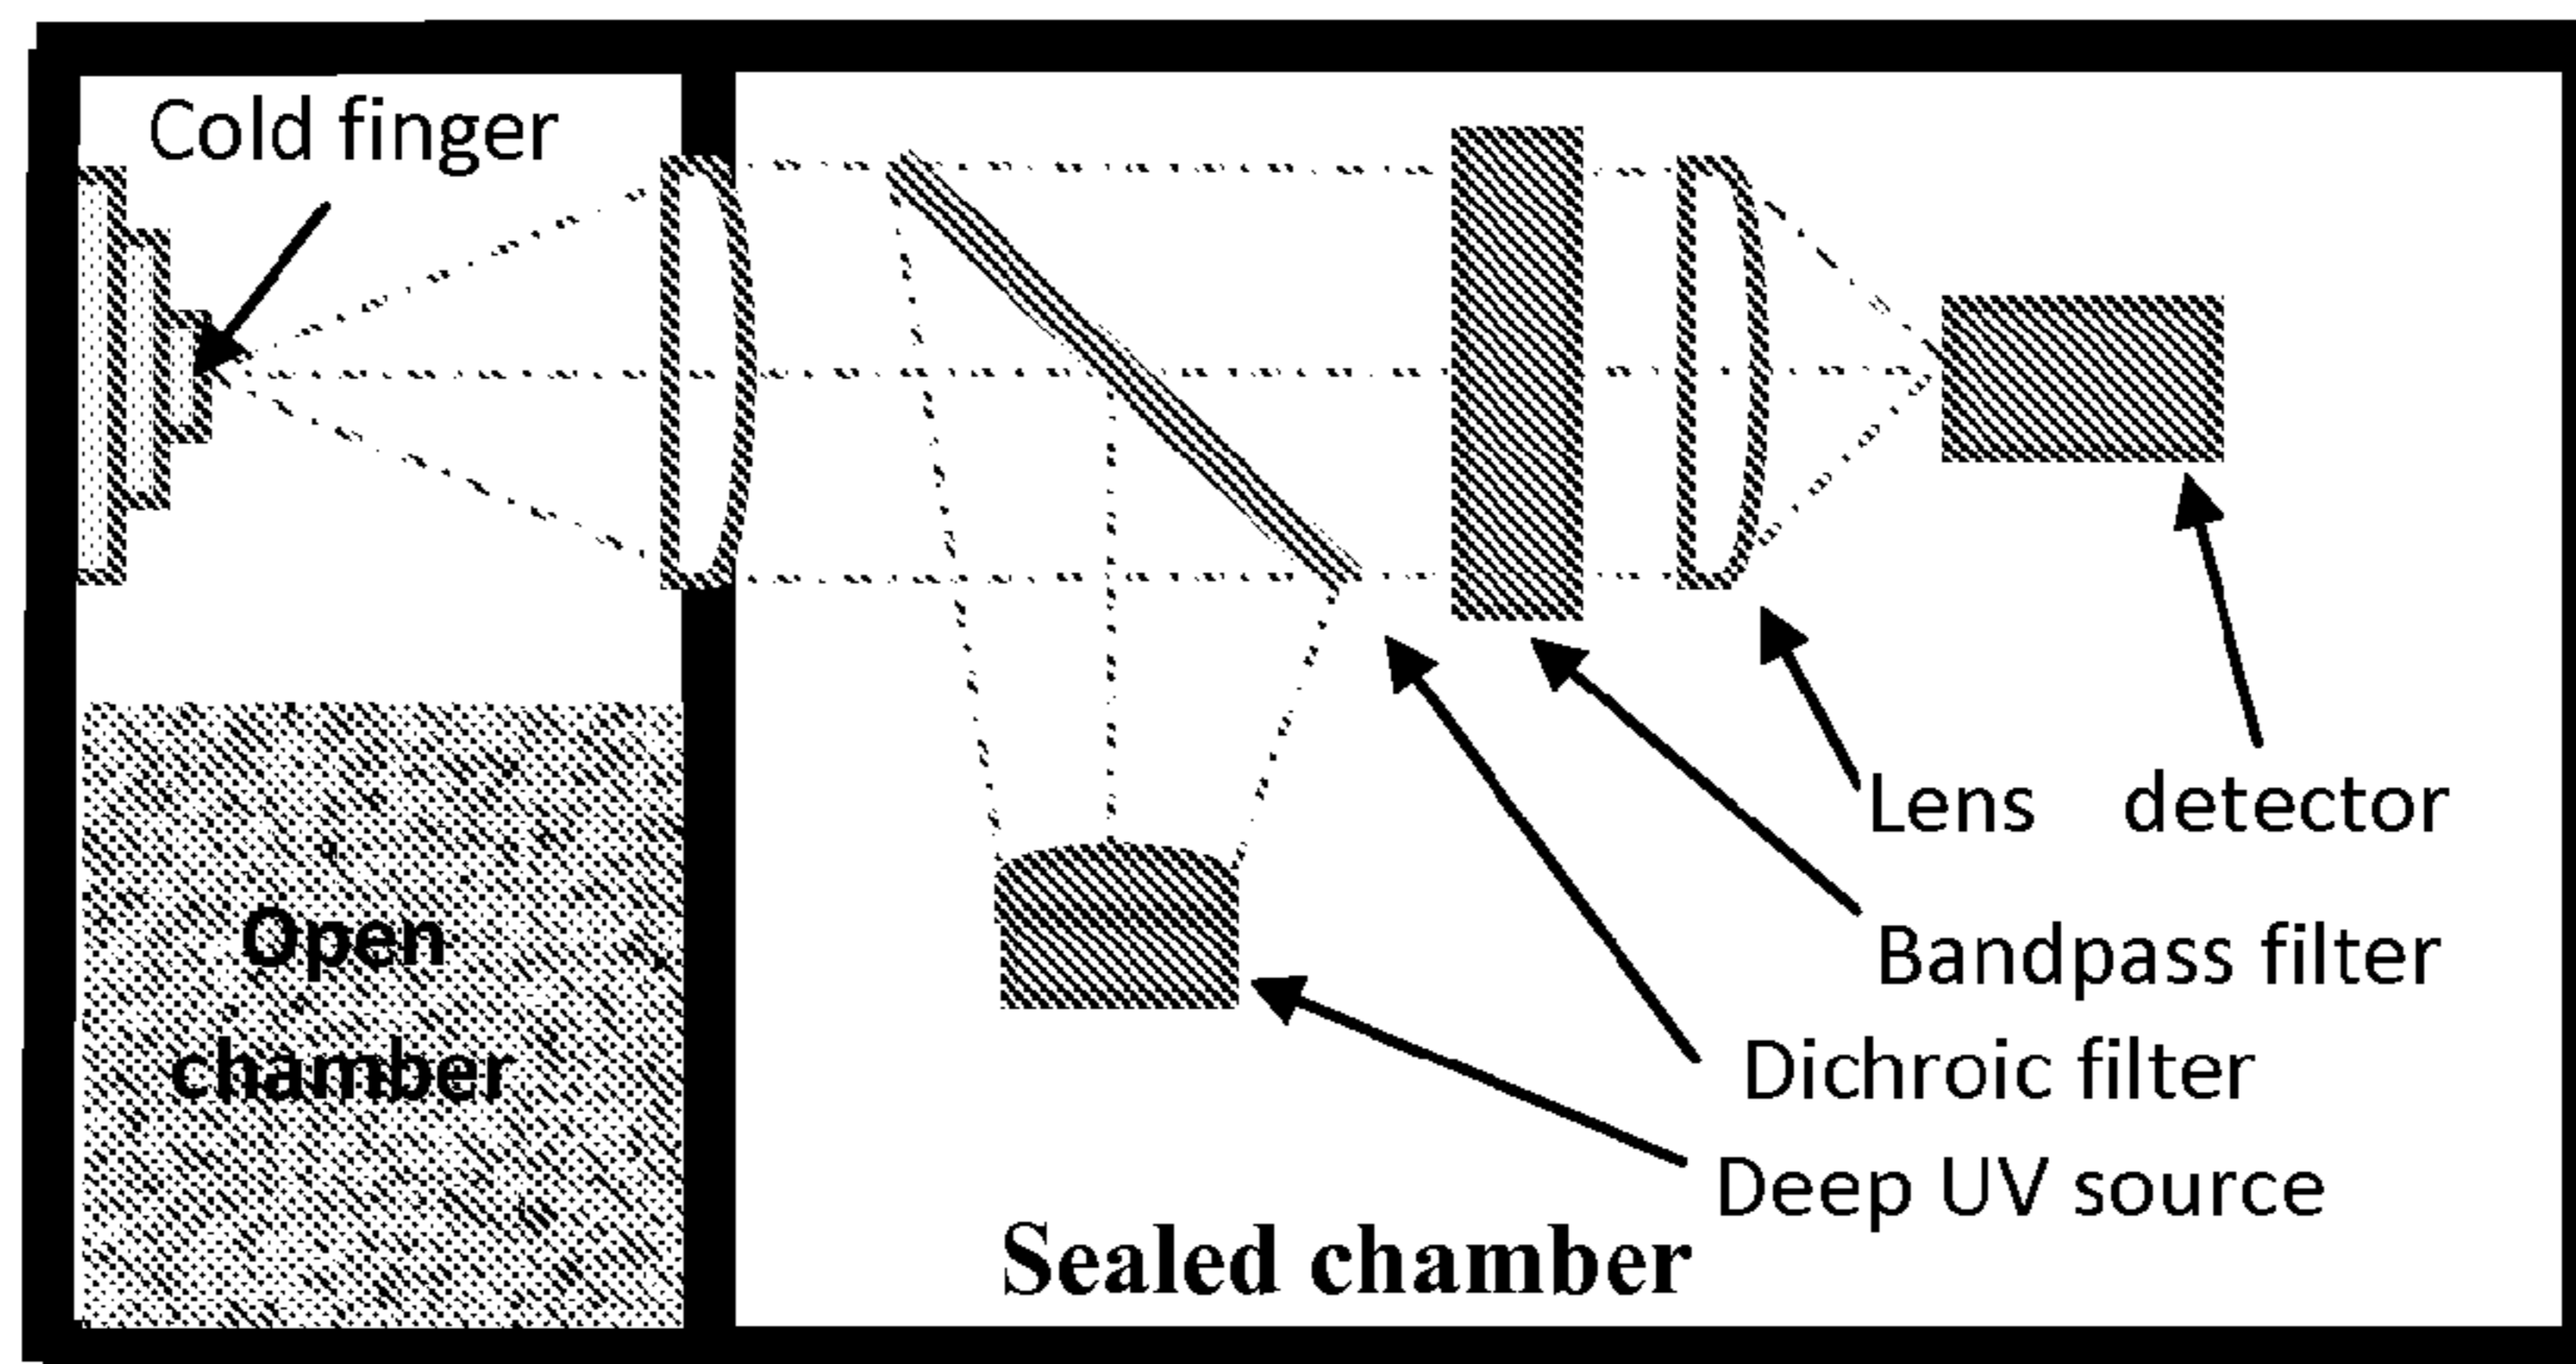 Cold finger
Lens detector
Open
Bandpass filter
chamber
Dichroic filter
Deep UV source
Sealed chamber